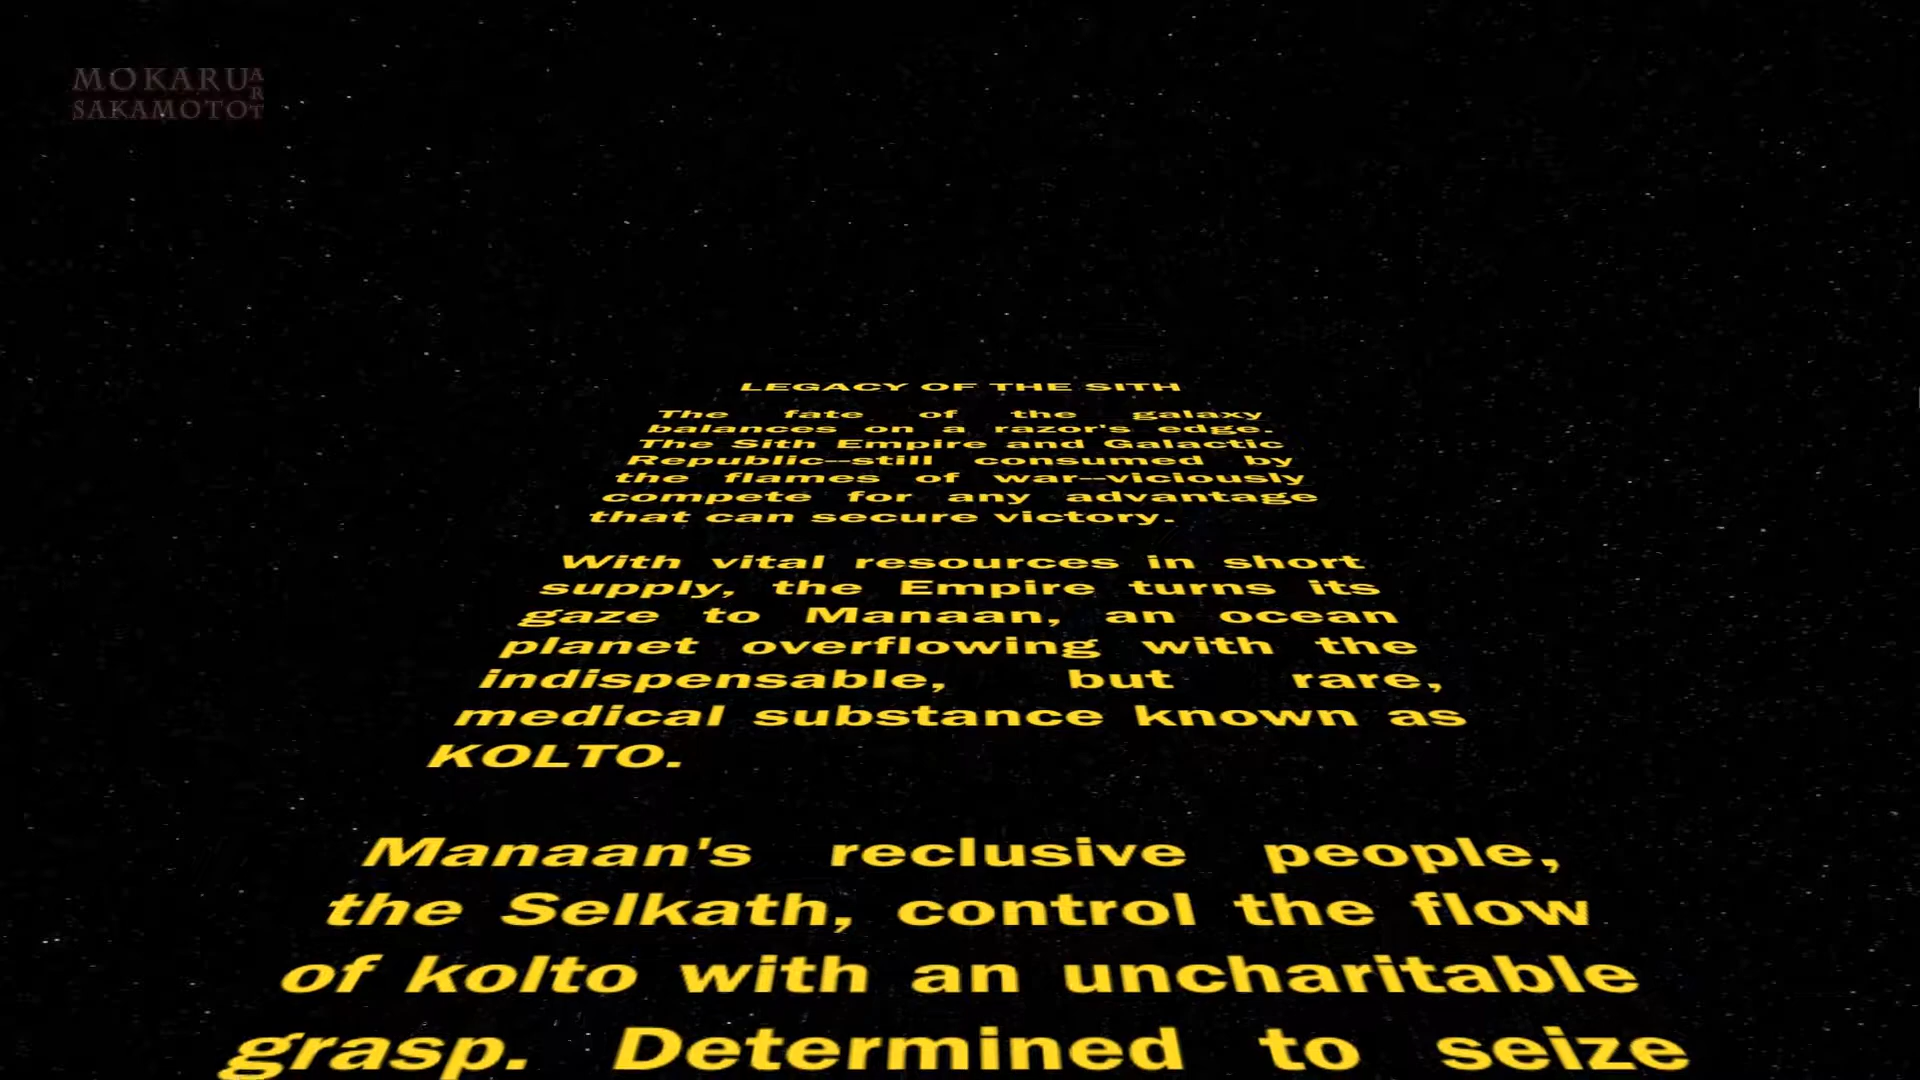 MOKARU ART
SAKAMOTO
LEGACY OF THE SITH
The fate of the galaxy
balances on a razor's edge.
The Sith Empire and Galactic
Republic--still consumed by
the flames of war--viciously
compete for any advantage
that can secure victory.
With vital resources in short
supply, the Empire turns its
gaze to Manaan, an ocean
planet overflowing with the
indispensable, but rare,
medical substance known as
KOLTO.
Manaan's reclusive people,
the Selkath, control the flow
of kolto with an uncharitable
grasp. Determined to seize